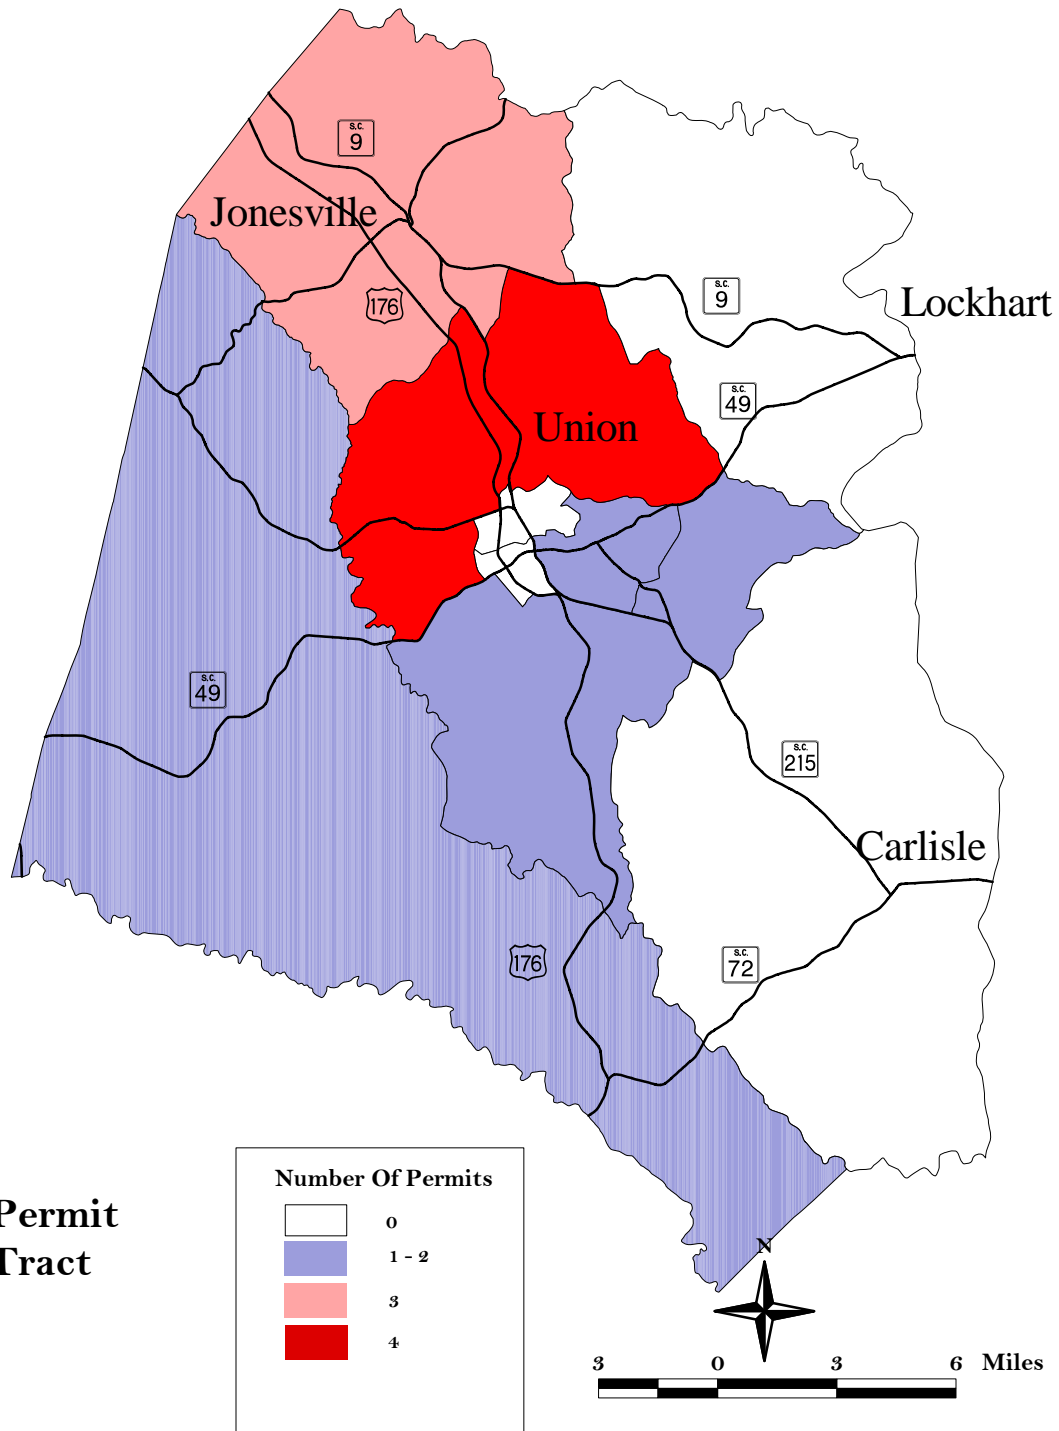 S.C.
9
Jonesville
176
S.C.
9
Lockhart
S.C.
49
Union
S.C.
49
S.C.
215
Carlisle
176
S.C.
72
Permit
Tract
Number Of Permits
0
1 - 2
3
4
N
3 0 3 6 Miles